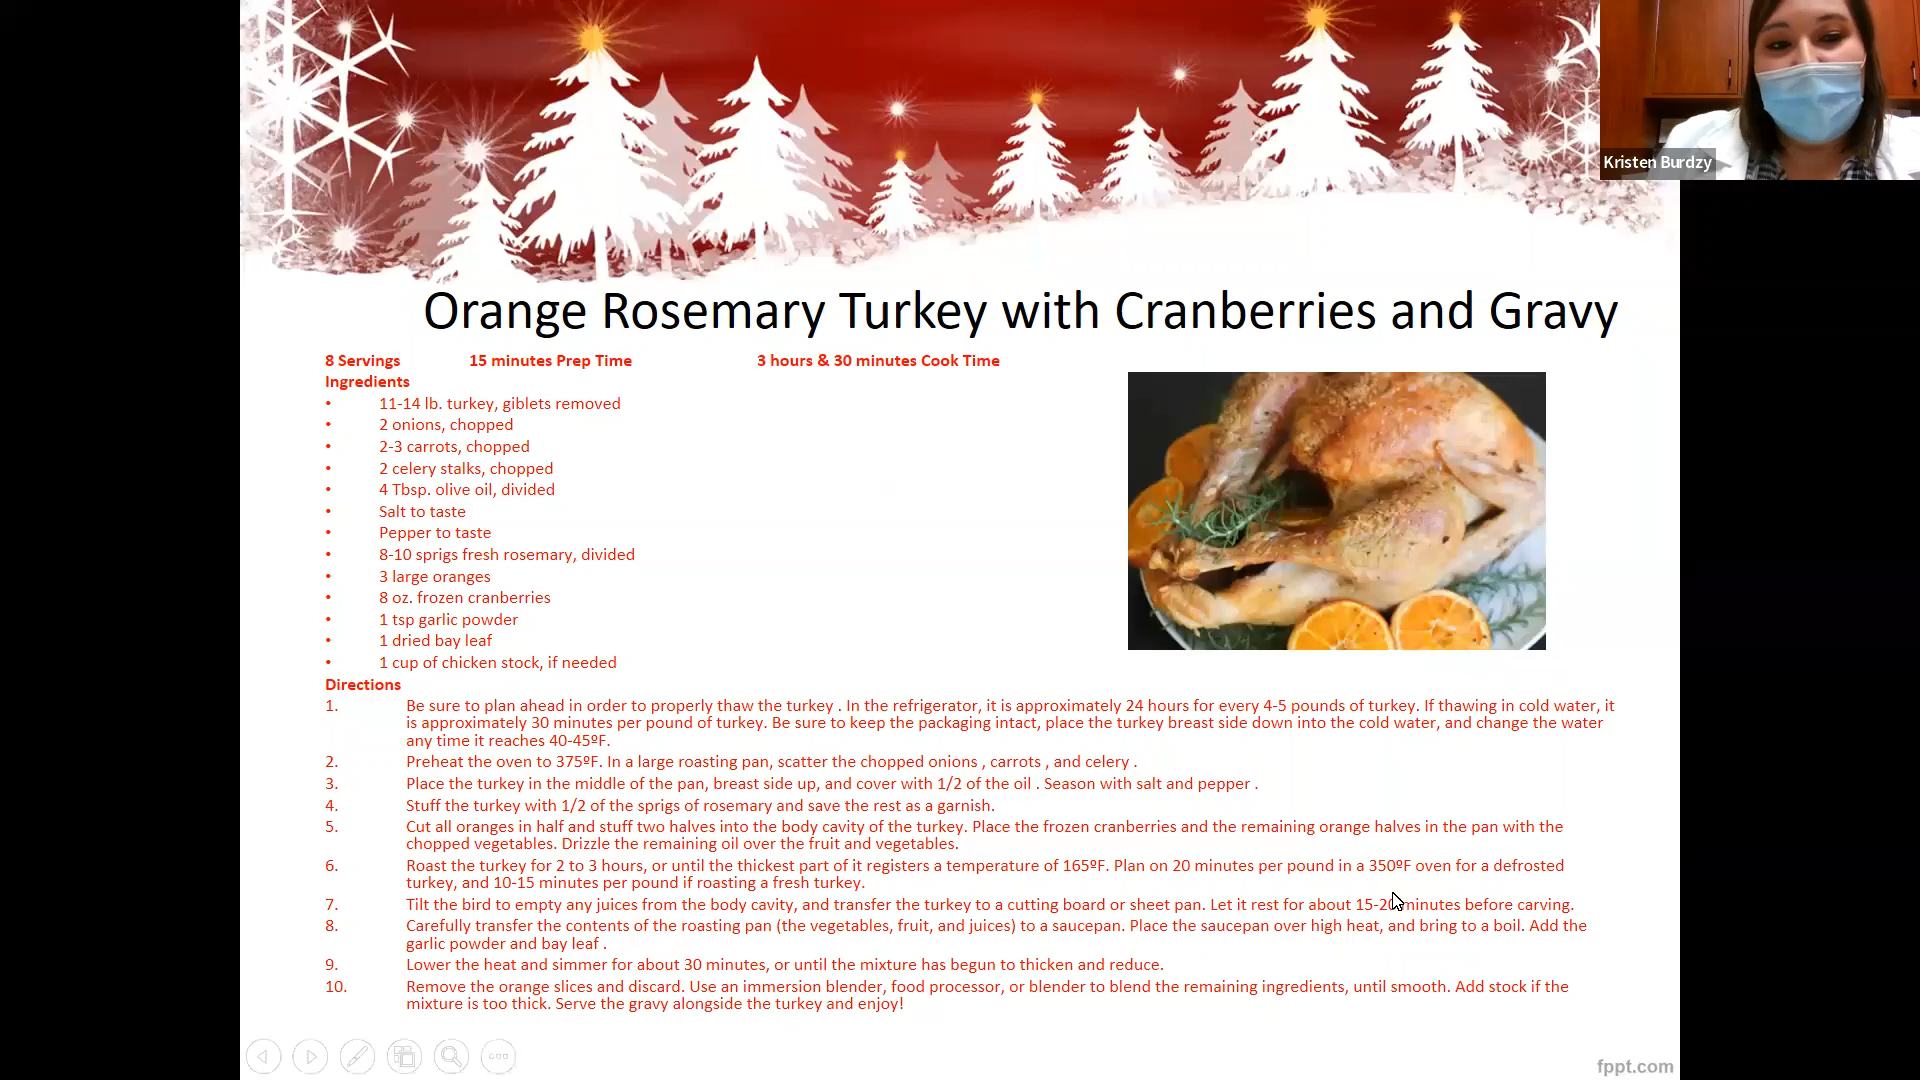 Kristen Burdzy
Orange Rosemary Turkey with Cranberries and Gravy
8 Servings 15 minutes Prep Time 3 hours & 30 minutes Cook Time
Ingredients
• 11-14 lb. turkey, giblets removed
• 2 onions, chopped
• 2-3 carrots, chopped
• 2 celery stalks, chopped
• 4 Tbsp. olive oil, divided
• Salt to taste
• Pepper to taste
• 8-10 sprigs fresh rosemary, divided
• 3 large oranges
• 8 oz. frozen cranberries
• 1 tsp garlic powder
• 1 dried bay leaf
• 1 cup of chicken stock, if needed
Directions
1. Be sure to plan ahead in order to properly thaw the turkey . In the refrigerator, it is approximately 24 hours for every 4-5 pounds of turkey. If thawing in cold water, it
is approximately 30 minutes per pound of turkey. Be sure to keep the packaging intact, place the turkey breast side down into the cold water, and change the water
any time it reaches 40-45ºF.
2. Preheat the oven to 375ºF. In a large roasting pan, scatter the chopped onions , carrots , and celery .
3. Place the turkey in the middle of the pan, breast side up, and cover with 1/2 of the oil . Season with salt and pepper .
4. Stuff the turkey with 1/2 of the sprigs of rosemary and save the rest as a garnish.
5. Cut all oranges in half and stuff two halves into the body cavity of the turkey. Place the frozen cranberries and the remaining orange halves in the pan with the
chopped vegetables. Drizzle the remaining oil over the fruit and vegetables.
6. Roast the turkey for 2 to 3 hours, or until the thickest part of it registers a temperature of 165ºF. Plan on 20 minutes per pound in a 350ºF oven for a defrosted
turkey, and 10-15 minutes per pound if roasting a fresh turkey.
7. Tilt the bird to empty any juices from the body cavity, and transfer the turkey to a cutting board or sheet pan. Let it rest for about 15-20 minutes before carving.
8. Carefully transfer the contents of the roasting pan (the vegetables, fruit, and juices) to a saucepan. Place the saucepan over high heat, and bring to a boil. Add the
garlic powder and bay leaf .
9. Lower the heat and simmer for about 30 minutes, or until the mixture has begun to thicken and reduce.
10. Remove the orange slices and discard. Use an immersion blender, food processor, or blender to blend the remaining ingredients, until smooth. Add stock if the
mixture is too thick. Serve the gravy alongside the turkey and enjoy!
fppt.com